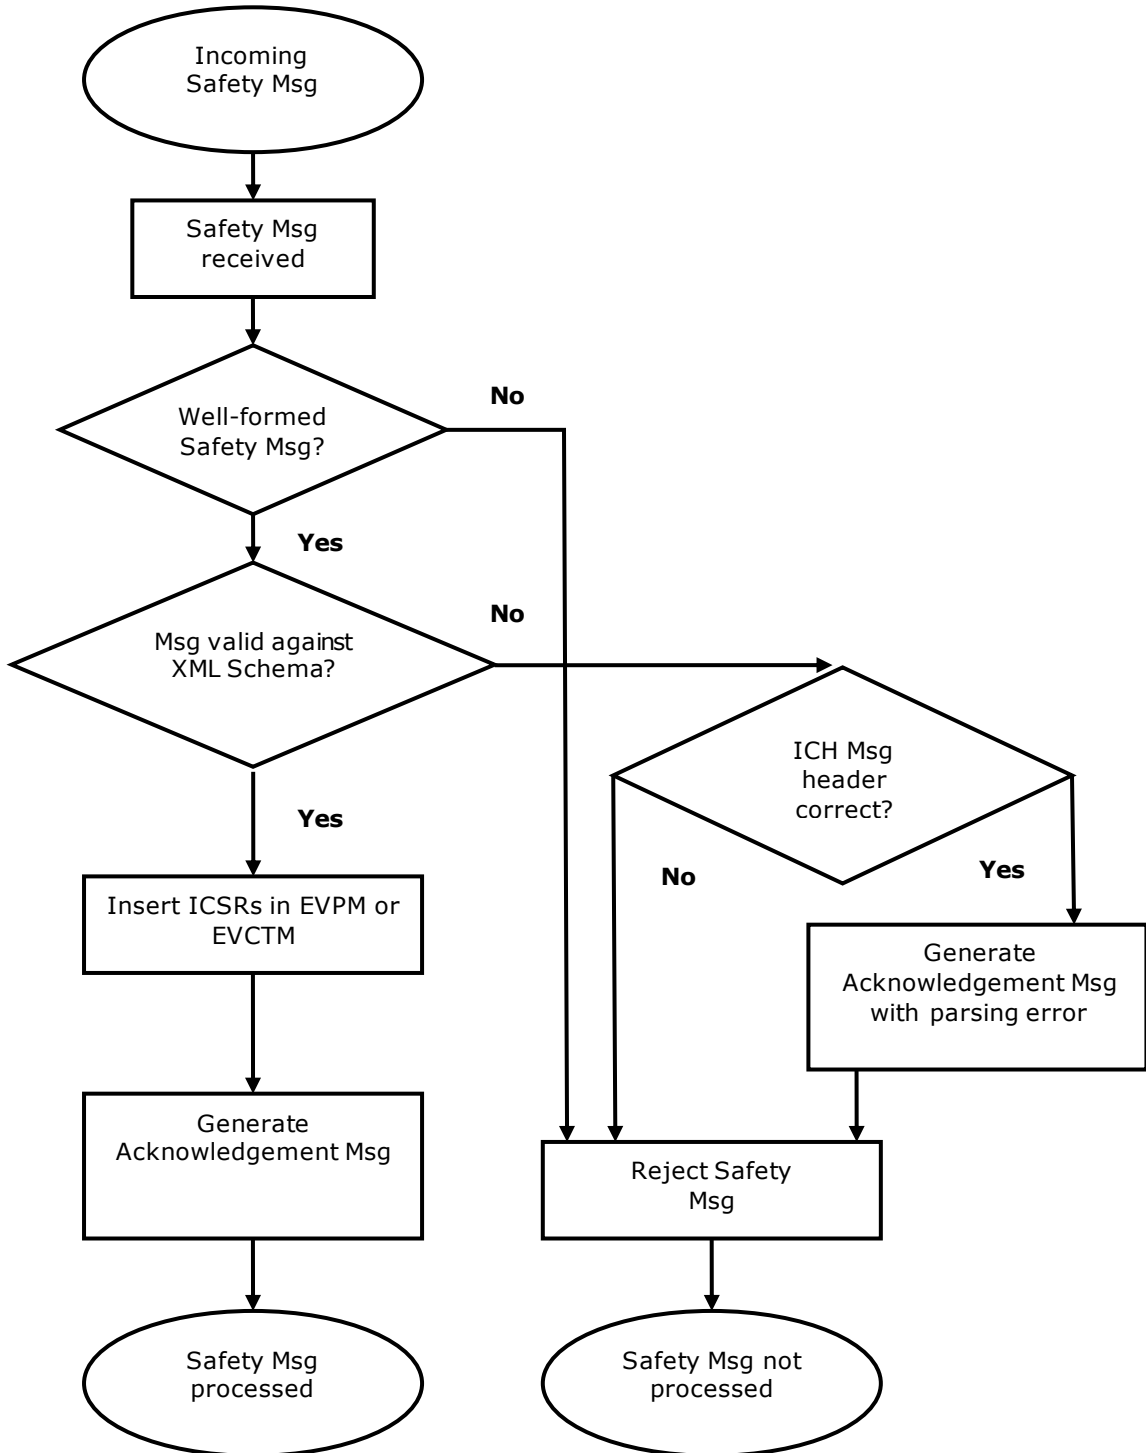 Incoming
Safety Msg
Safety Msg
received
Well-formed
Safety Msg?
No
Yes
Msg valid against
XML Schema?
No
Yes
ICH Msg
header
correct?
No
Yes
Insert ICSRs in EVPM or
EVCTM
Generate
Acknowledgement Msg
with parsing error
Generate
Acknowledgement Msg
Reject Safety
Msg
Safety Msg
processed
Safety Msg not
processed